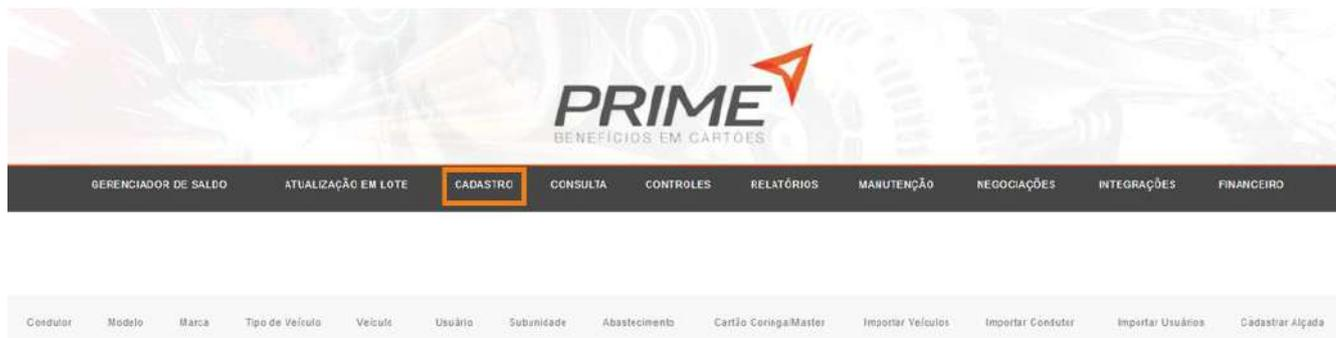 PRIME
BENEFÍCIOS EM CARTÕES
GERENCIADOR DE SALDO ATUALIZAÇÃO EM LOTE CADASTRO CONSULTA CONTROLES RELATÓRIOS MANUTENÇÃO NEGOCIAÇÕES INTEGRAÇÕES FINANCEIRO
Condutor Modelo Marca Tipo de Veículo Veículo Usuário Subunidade Abastecimento Cartão Coringa/Master Importar Veículos Importar Condutor Importar Usuários Cadastrar Alçada